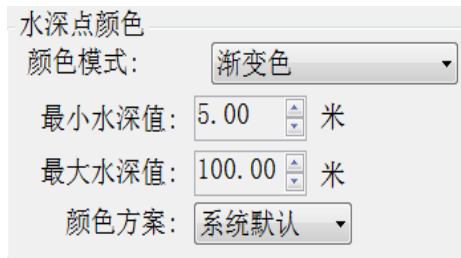 水深点颜色
颜色模式: 渐变色
最小水深值: 5.00 米
最大水深值: 100.00 米
颜色方案: 系统默认